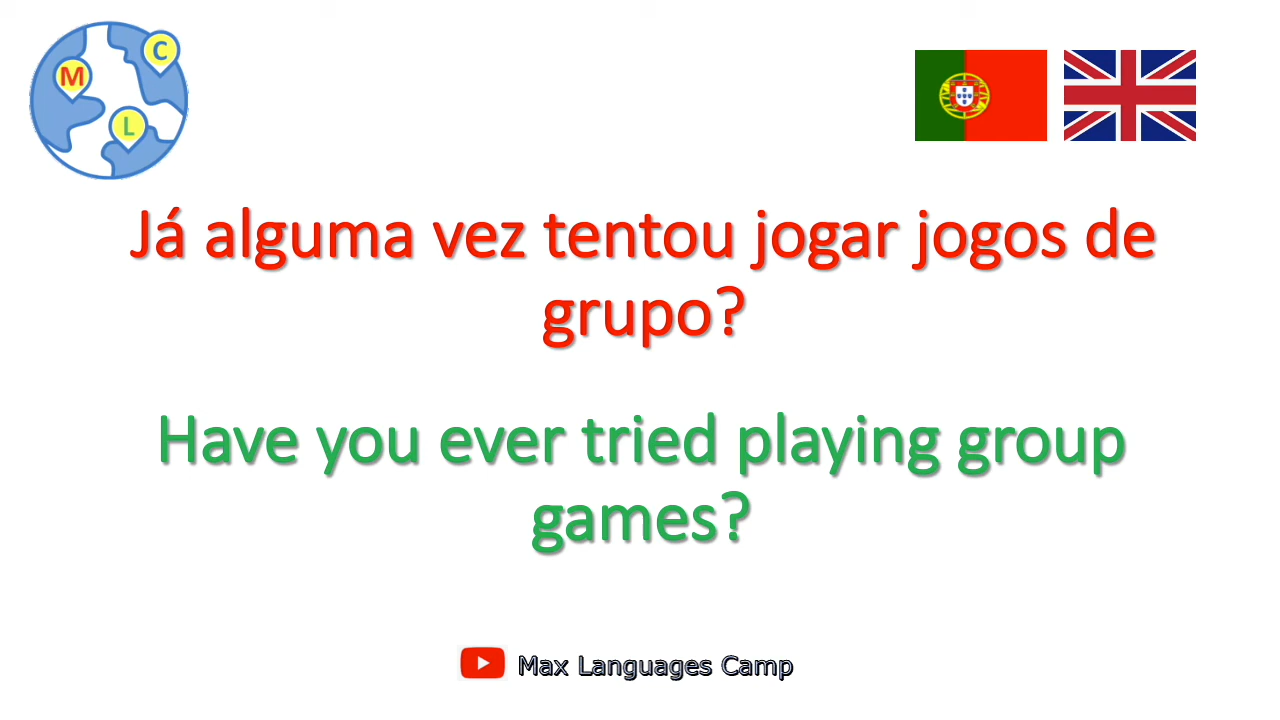 M
C
L
Já alguma vez tentou jogar jogos de
grupo?
Have you ever tried playing group
games?
Max Languages Camp